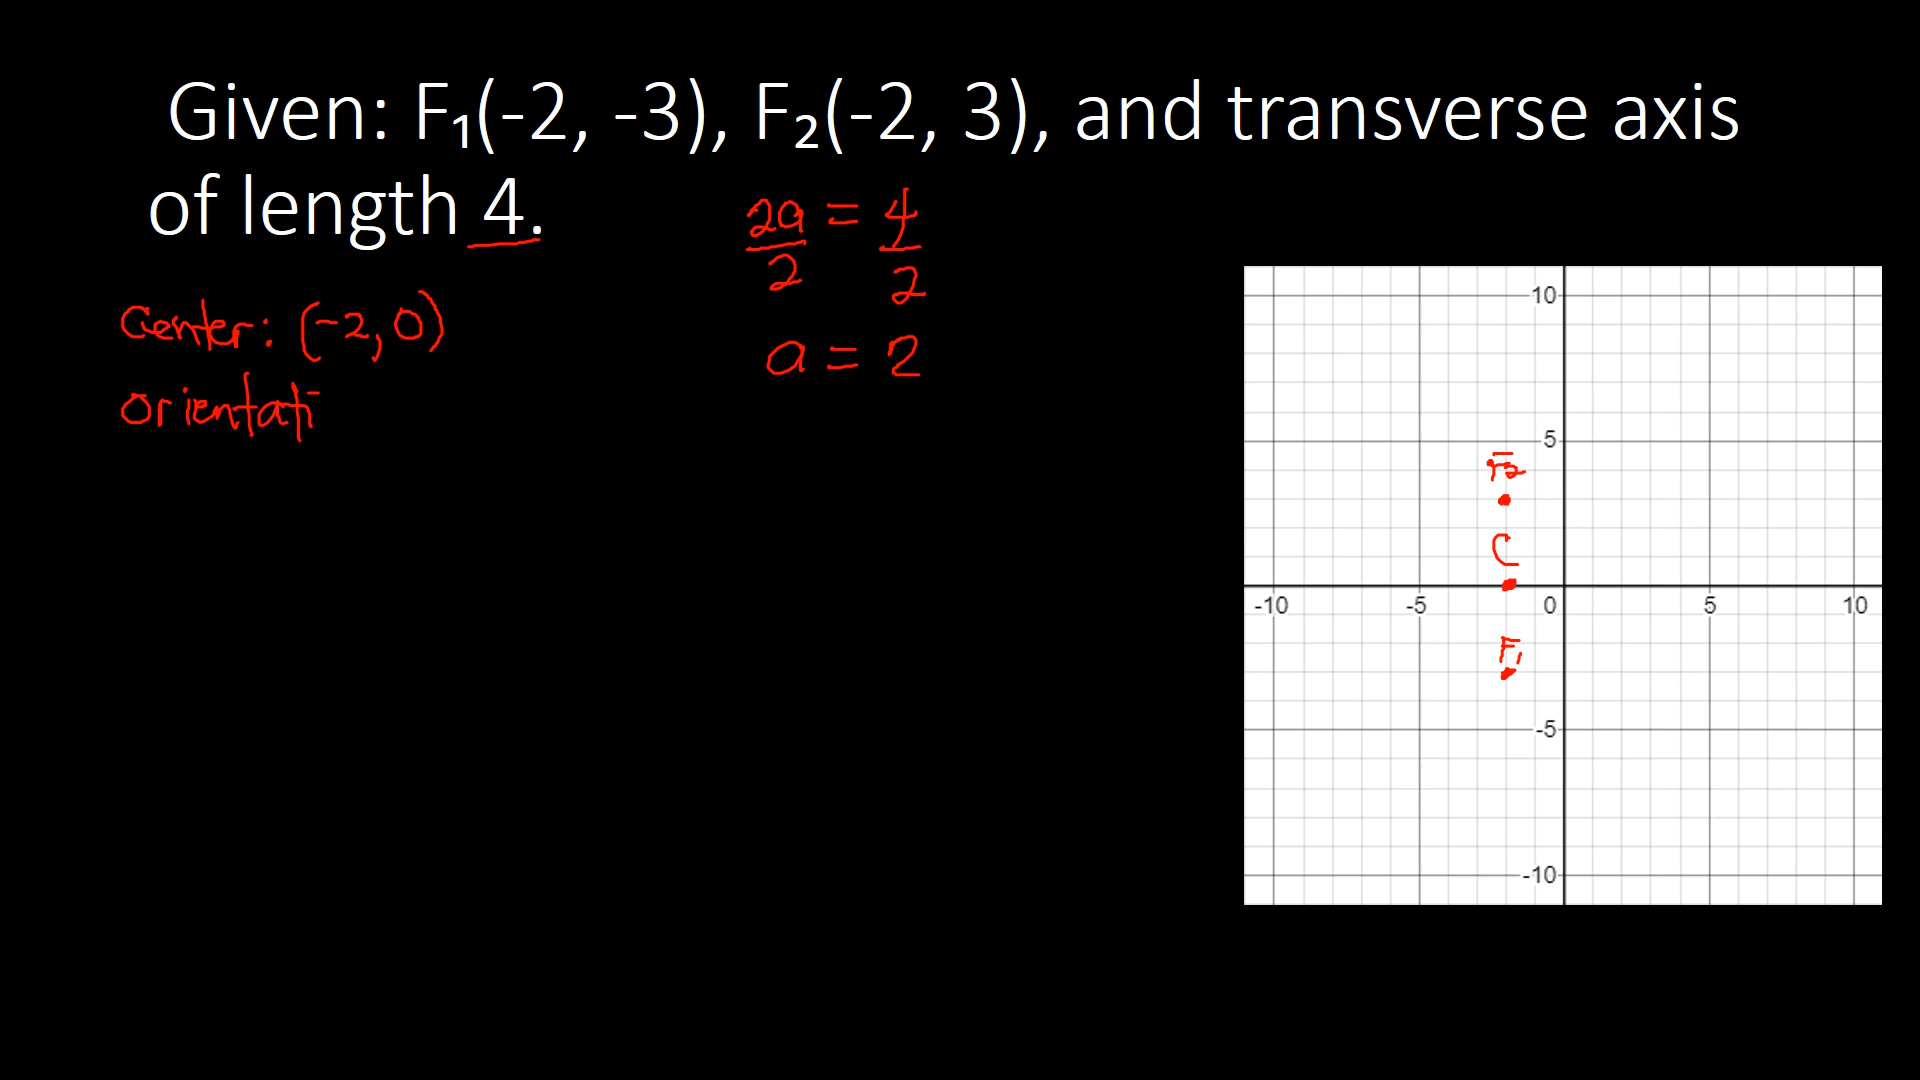 Given: F₁(-2, -3), F₂(-2, 3), and transverse axis
of length 4.
2a = 4
2 2
a = 2
Center: (-2, 0)
Orientati
10
5
F2
C
-10 -5 0 5 10
F1
-5
-10